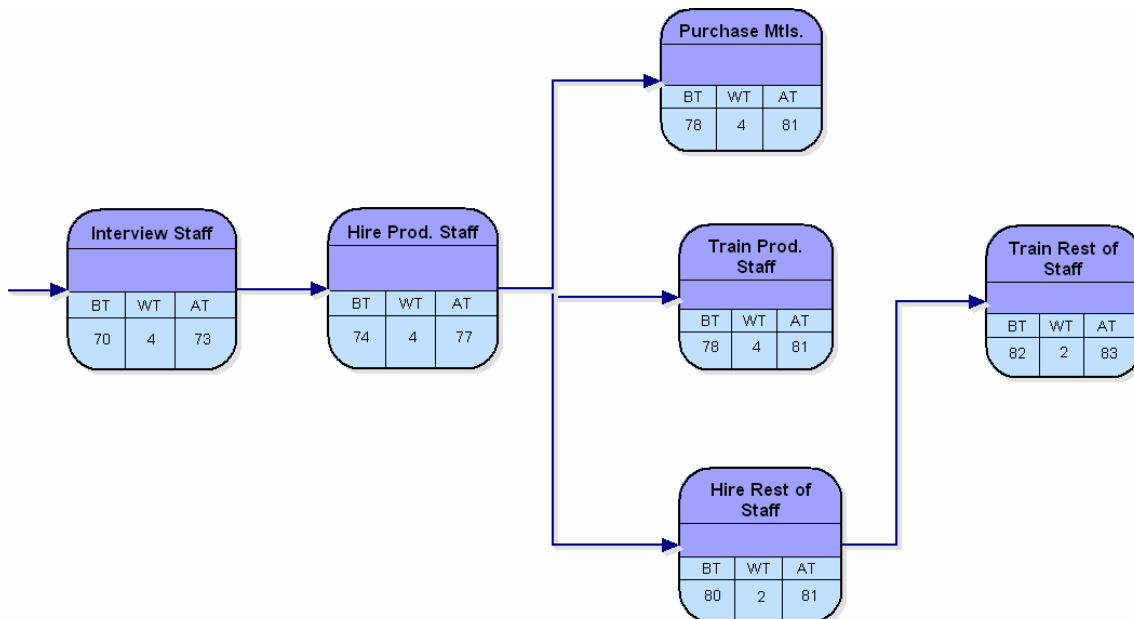 Purchase Mtls.
BT WT AT
78 4 81
Interview Staff
BT WT AT
70 4 73
Hire Prod. Staff
BT WT AT
74 4 77
Train Prod.
Staff
BT WT AT
78 4 81
Train Rest of
Staff
BT WT AT
82 2 83
Hire Rest of
Staff
BT WT AT
80 2 81